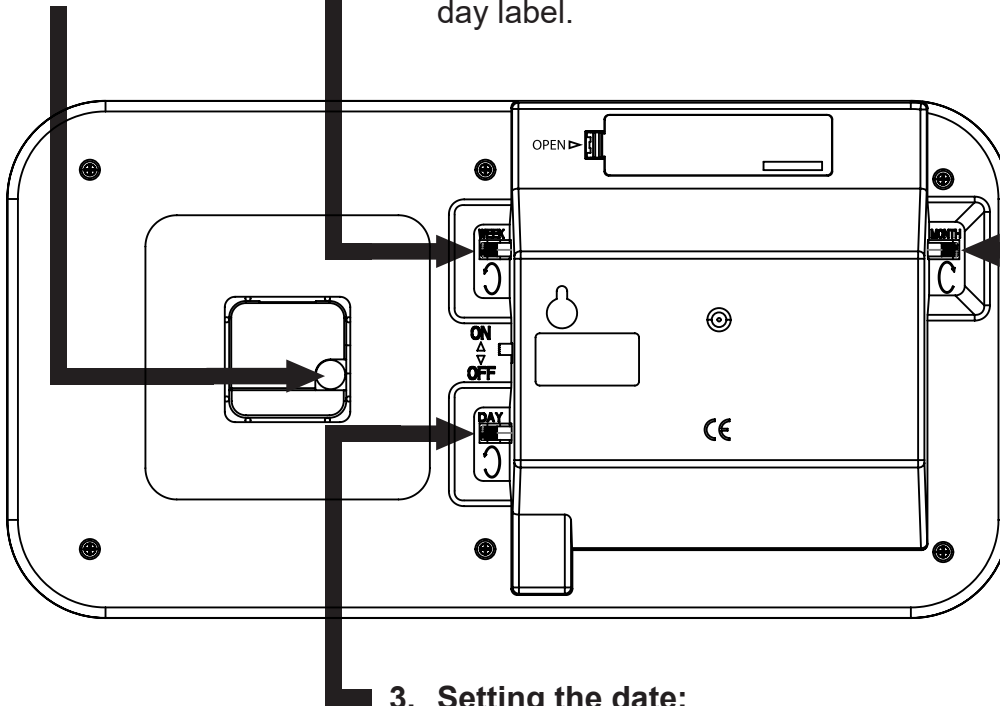 day label.
OPEN
WEEK
MONTH
ON
OFF
DAY
CE
3. Setting the date: